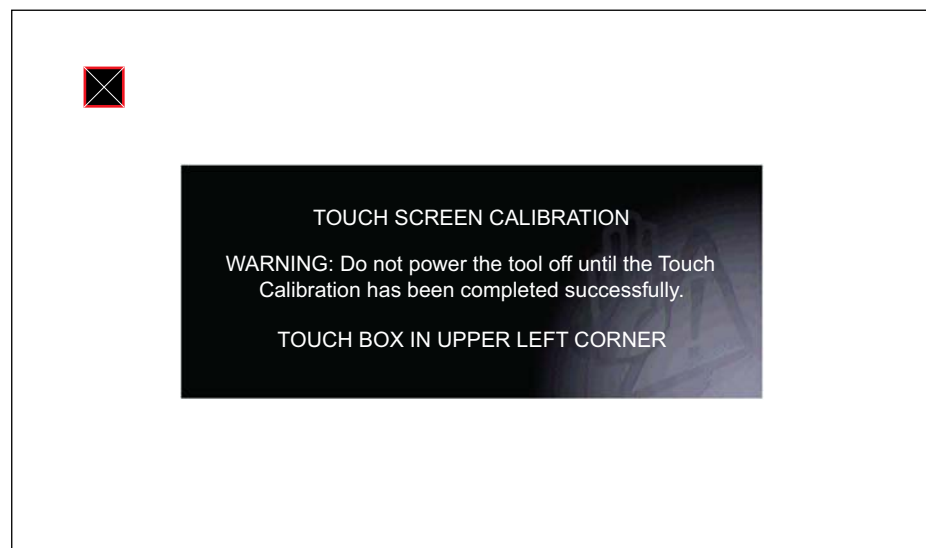 TOUCH SCREEN CALIBRATION
WARNING: Do not power the tool off until the Touch
Calibration has been completed successfully.
TOUCH BOX IN UPPER LEFT CORNER